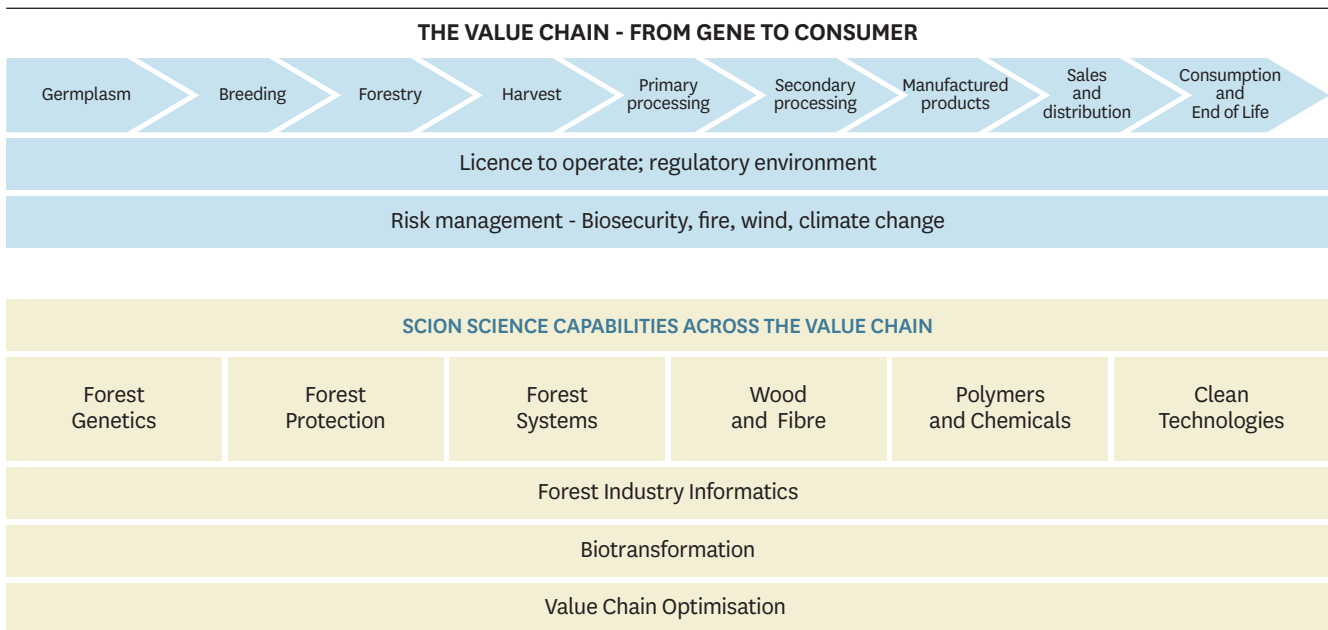 THE VALUE CHAIN - FROM GENE TO CONSUMER
Germplasm
Breeding
Forestry
Harvest
Primary
processing
Secondary
processing
Manufactured
products
Sales
and
distribution
Consumption
and
End of Life
Licence to operate; regulatory environment
Risk management - Biosecurity, fire, wind, climate change
SCION SCIENCE CAPABILITIES ACROSS THE VALUE CHAIN
Forest
Genetics
Forest
Protection
Forest
Systems
Wood
and Fibre
Polymers
and Chemicals
Clean
Technologies
Forest Industry Informatics
Biotransformation
Value Chain Optimisation